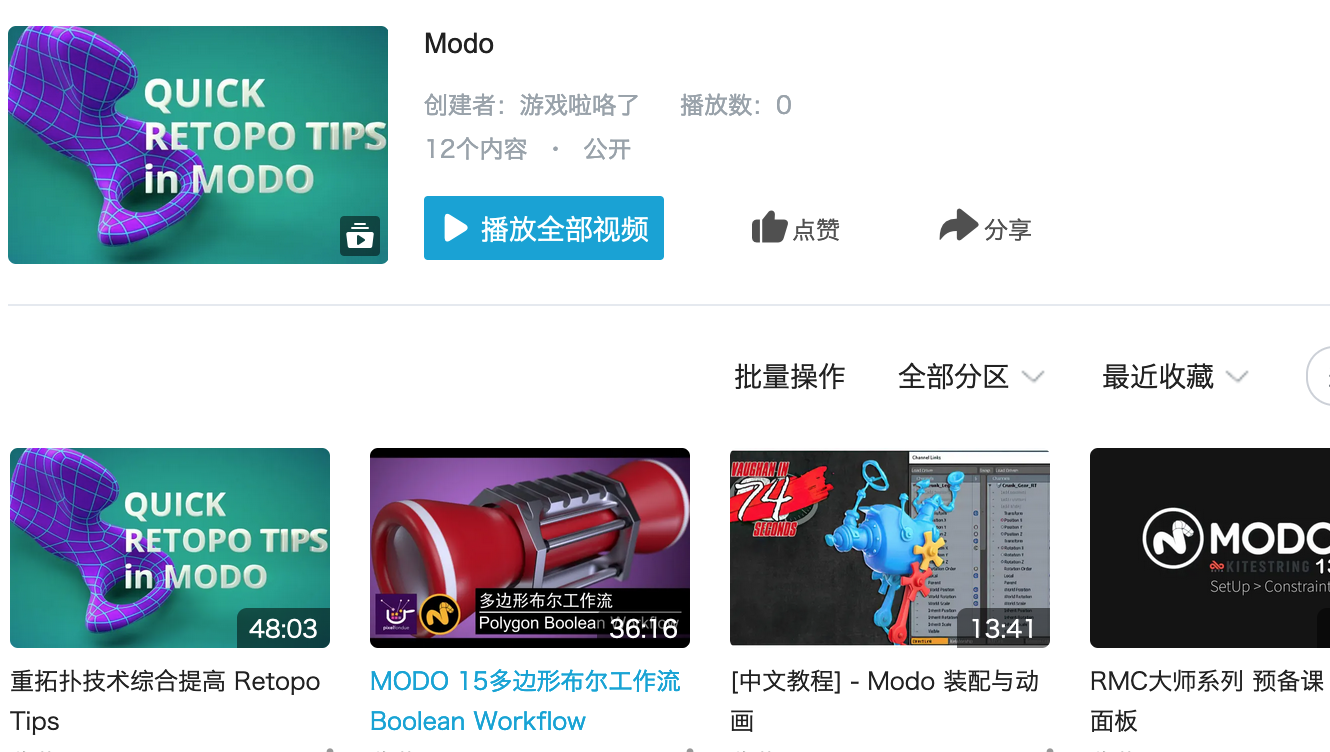 QUICK
RETOPO TIPS
in MODO
Modo
创建者：游戏啦咯了 播放数：0
12个内容 · 公开
播放全部视频
点赞
分享
批量操作
全部分区
最近收藏
QUICK
RETOPO TIPS
in MODO
48:03
重拓扑技术综合提高 Retopo
Tips
多边形布尔工作流
Polygon Boolean Workflow
36:16
MODO 15多边形布尔工作流
Boolean Workflow
VAUGHAN IN
74
SECONDS
Channel Links
13:41
[中文教程] - Modo 装配与动
画
MODO
KITESTRING 13
SetUp > Constraint
RMC大师系列 预备课
面板